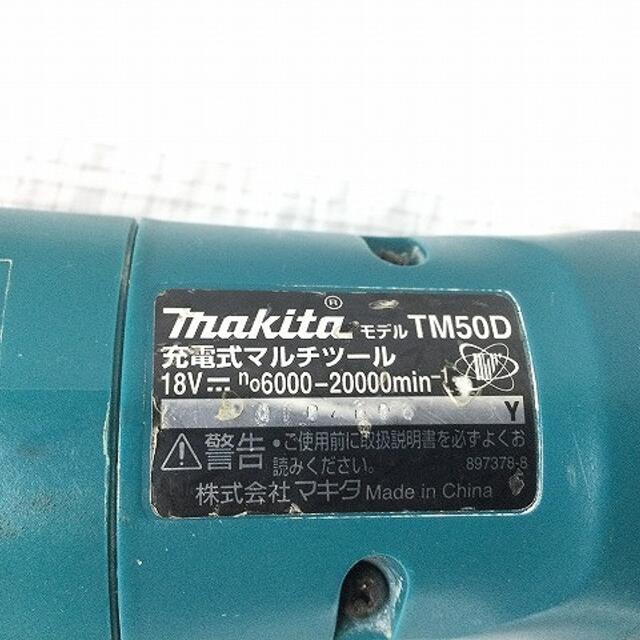 makita® モデル TM50D
充電式マルチツール
18V⎓ n₀6000-20000min⁻¹
Y
⚠警告 •ご使用前に取扱説明書を必ずよくお
読みください。 897378-8
株式会社 マキタ Made in China